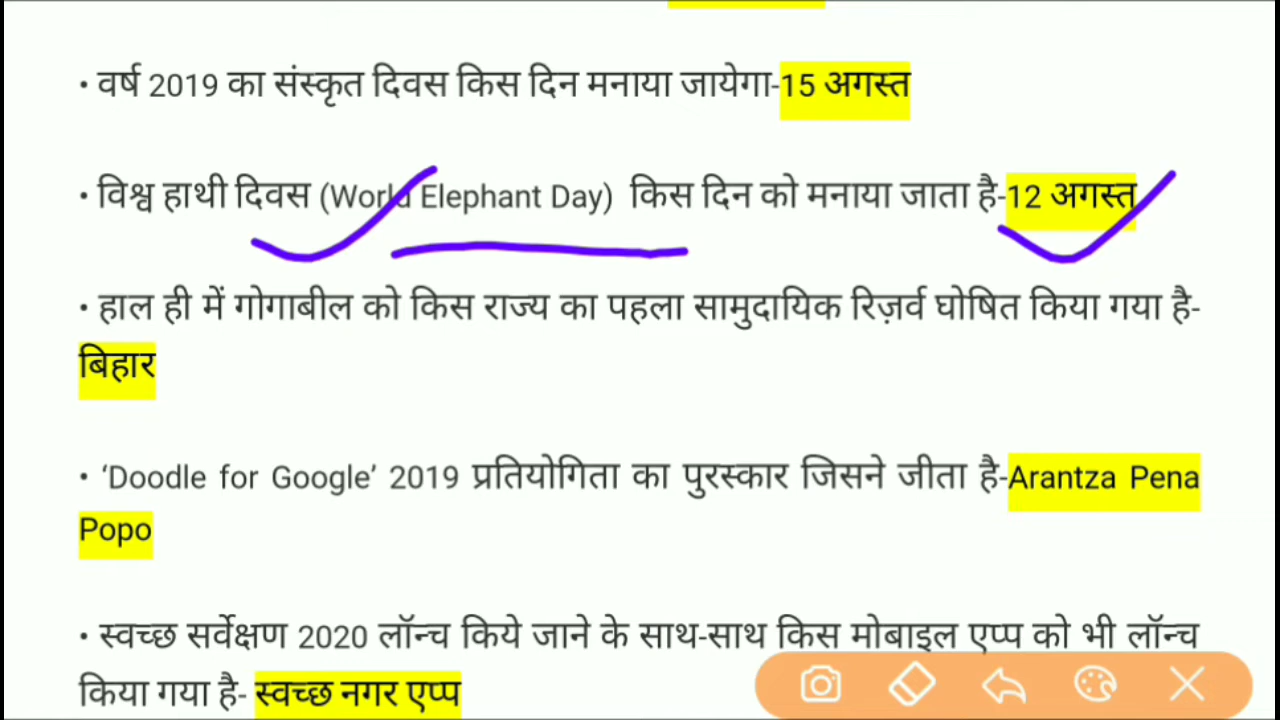 • वर्ष 2019 का संस्कृत दिवस किस दिन मनाया जायेगा-15 अगस्त
• विश्व हाथी दिवस (World Elephant Day) किस दिन को मनाया जाता है-12 अगस्त
• हाल ही में गोगाबील को किस राज्य का पहला सामुदायिक रिज़र्व घोषित किया गया है-
बिहार
• ‘Doodle for Google’ 2019 प्रतियोगिता का पुरस्कार जिसने जीता है-Arantza Pena
Popo
• स्वच्छ सर्वेक्षण 2020 लॉन्च किये जाने के साथ-साथ किस मोबाइल एप्प को भी लॉन्च
किया गया है- स्वच्छ नगर एप्प